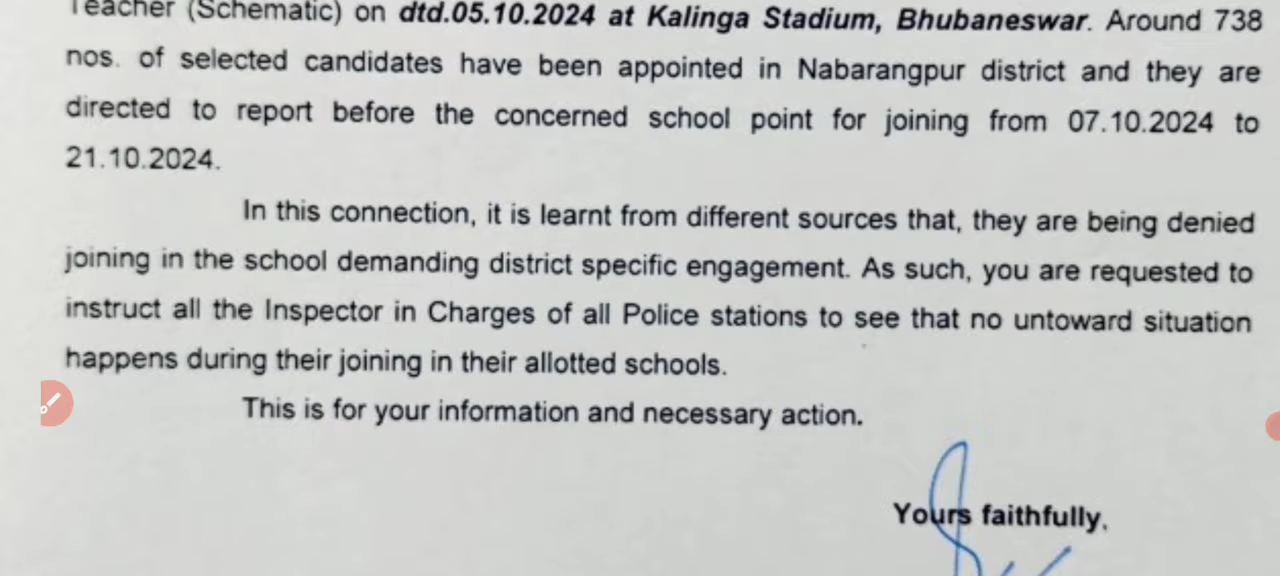 Teacher (Schematic) on dtd.05.10.2024 at Kalinga Stadium, Bhubaneswar. Around 738
nos. of selected candidates have been appointed in Nabarangpur district and they are
directed to report before the concerned school point for joining from 07.10.2024 to
21.10.2024.
In this connection, it is learnt from different sources that, they are being denied
joining in the school demanding district specific engagement. As such, you are requested to
instruct all the Inspector in Charges of all Police stations to see that no untoward situation
happens during their joining in their allotted schools.
This is for your information and necessary action.
Yours faithfully,